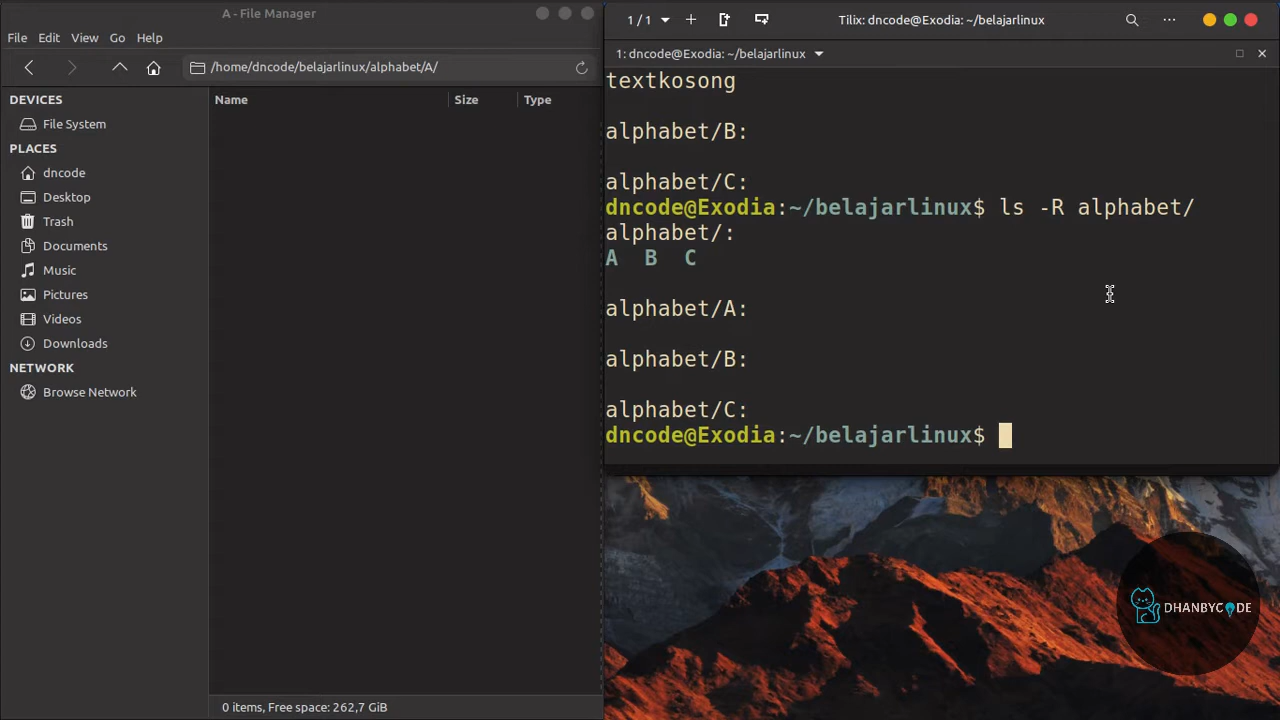 A - File Manager
File Edit View Go Help
/home/dncode/belajarlinux/alphabet/A/
DEVICES
File System
PLACES
dncode
Desktop
Trash
Documents
Music
Pictures
Videos
Downloads
NETWORK
Browse Network
Name Size Type
0 items, Free space: 262,7 GiB
1 / 1
Tilix: dncode@Exodia: ~/belajarlinux
1: dncode@Exodia: ~/belajarlinux
textkosong
alphabet/B:
alphabet/C:
dncode@Exodia:~/belajarlinux$ ls -R alphabet/
alphabet/:
A B C
alphabet/A:
alphabet/B:
alphabet/C:
dncode@Exodia:~/belajarlinux$
DHANBYCODE